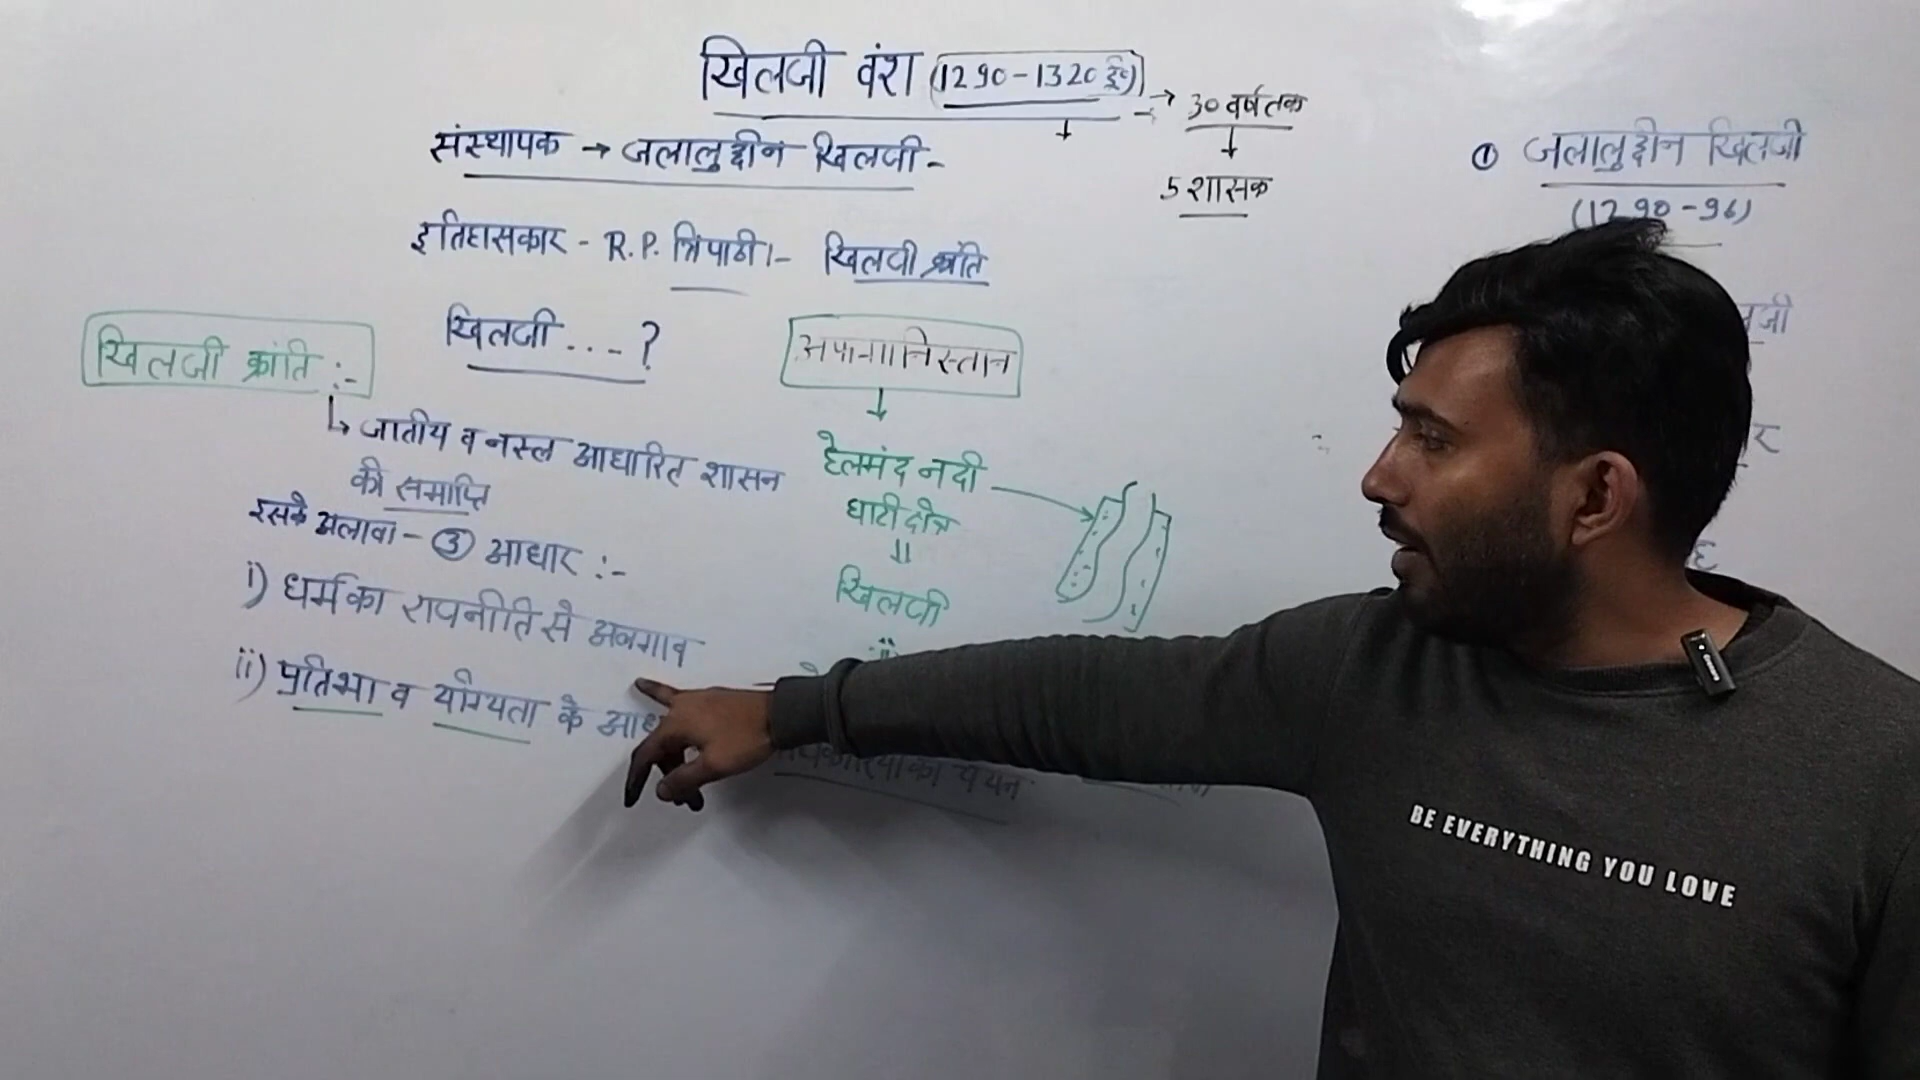 खिलजी वंश (1290-1320 ई०)
→ 30 वर्ष तक
5 शासक
संस्थापक → जलालुद्दीन खिलजी -
इतिहासकार - R.P. त्रिपाठी - खिलजी क्रांति
खिलजी ...- ?
खिलजी क्रांति :-
जातीय व नस्ल आधारित शासन
की समाप्ति
इसके अलावा - ③ आधार :-
i) धर्म का राजनीति से अलगाव
ii) प्रतिभा व योग्यता के
का चयन
अफगानिस्तान
हेलमंद नदी
घाटी क्षेत्र
खिलजी
① जलालुद्दीन खिलजी
(1290-96)
BE EVERYTHING YOU LOVE